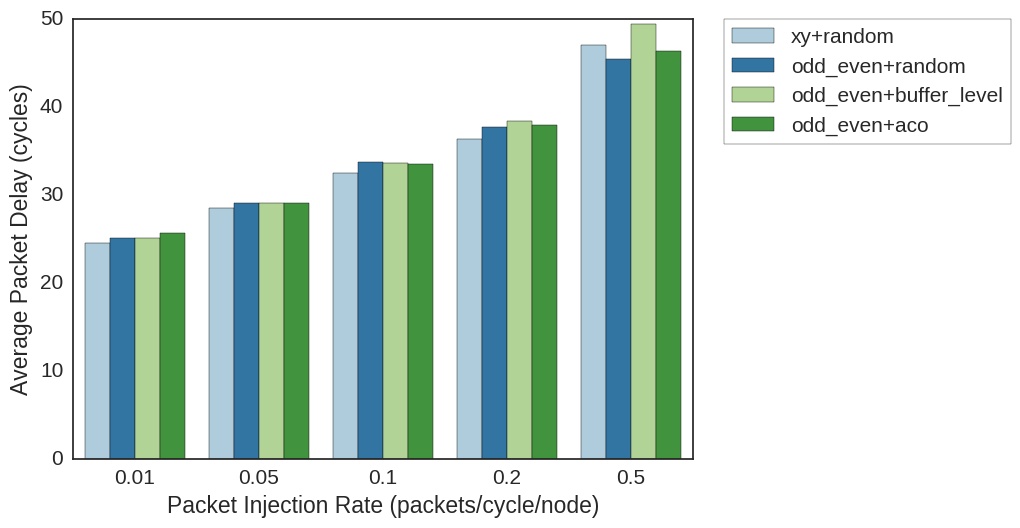 50
40
30
20
10
0
Average Packet Delay (cycles)
0.01 0.05 0.1 0.2 0.5
Packet Injection Rate (packets/cycle/node)
xy+random
odd_even+random
odd_even+buffer_level
odd_even+aco